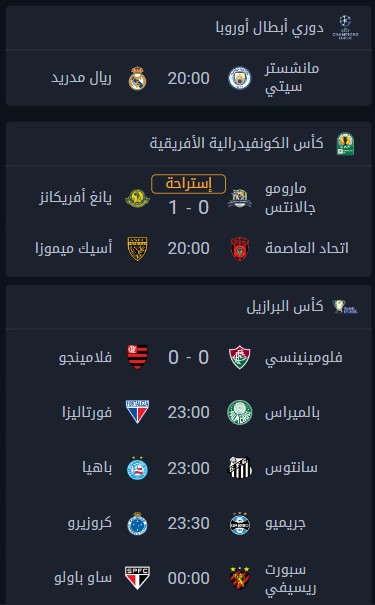 دوري أبطال أوروبا
مانشستر سيتي 20:00 ريال مدريد
كأس الكونفيدرالية الأفريقية
إستراحة
مارومو جالانتس 0 - 1 يانغ أفريكانز
اتحاد العاصمة 20:00 أسيك ميموزا
كأس البرازيل
فلومينينسي 0 - 0 فلامينجو
بالميراس 23:00 فورتاليزا
سانتوس 23:00 باهيا
جريميو 23:30 كروزيرو
سبورت ريسيفي 00:00 ساو باولو